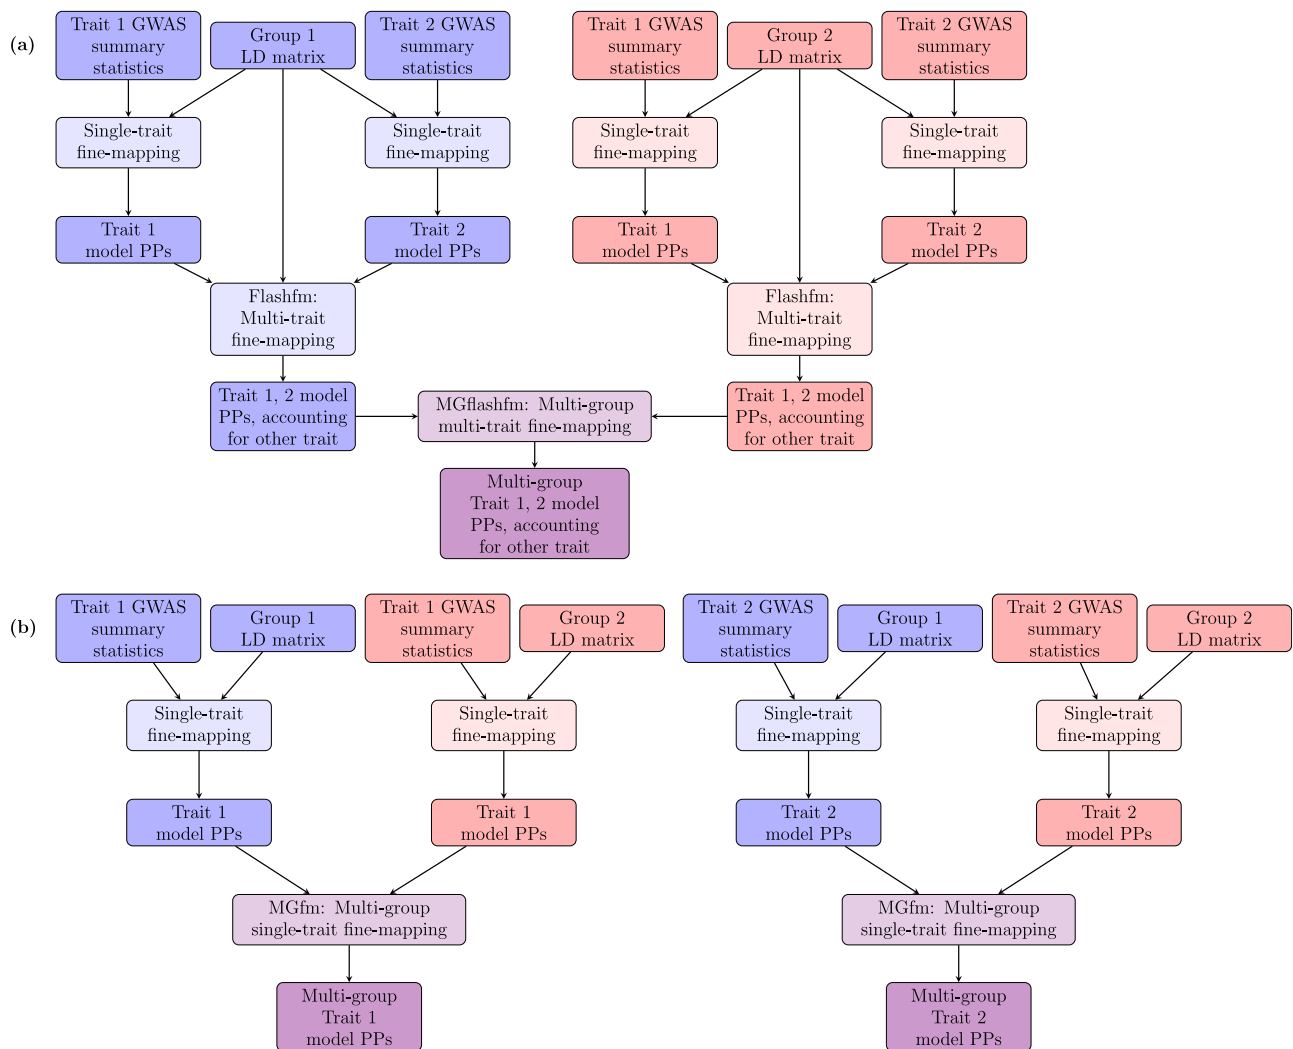 (a)
Trait 1 GWAS
summary
statistics
Group 1
LD matrix
Trait 2 GWAS
summary
statistics
Trait 1 GWAS
summary
statistics
Group 2
LD matrix
Trait 2 GWAS
summary
statistics
Single-trait
fine-mapping
Single-trait
fine-mapping
Single-trait
fine-mapping
Single-trait
fine-mapping
Trait 1
model PPs
Trait 2
model PPs
Trait 1
model PPs
Trait 2
model PPs
Flashfm:
Multi-trait
fine-mapping
Flashfm:
Multi-trait
fine-mapping
Trait 1, 2 model
PPs, accounting
for other trait
MGflashfm: Multi-group
multi-trait fine-mapping
Trait 1, 2 model
PPs, accounting
for other trait
Multi-group
Trait 1, 2 model
PPs, accounting
for other trait
(b)
Trait 1 GWAS
summary
statistics
Group 1
LD matrix
Trait 1 GWAS
summary
statistics
Group 2
LD matrix
Trait 2 GWAS
summary
statistics
Group 1
LD matrix
Trait 2 GWAS
summary
statistics
Group 2
LD matrix
Single-trait
fine-mapping
Single-trait
fine-mapping
Single-trait
fine-mapping
Single-trait
fine-mapping
Trait 1
model PPs
Trait 1
model PPs
Trait 2
model PPs
Trait 2
model PPs
MGfm: Multi-group
single-trait fine-mapping
MGfm: Multi-group
single-trait fine-mapping
Multi-group
Trait 1
model PPs
Multi-group
Trait 2
model PPs